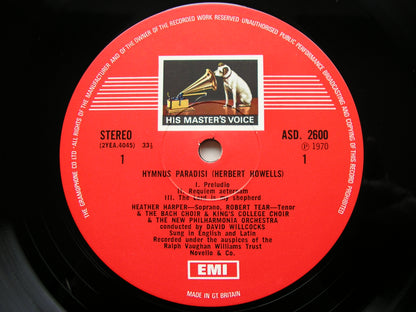 AND OF THE OWNER OF THE RECORDED WORK RESERVED UNAUTHORISED PUBLIC PERFORMANCE BROADCASTING AND COPYING OF THIS RECORD PROHIBITED
THE GRAMOPHONE CO LTD ALL RIGHTS OF THE MANUFACTURER
HIS MASTER'S VOICE
STEREO
(2YEA.4045) 33⅓
1
ASD. 2600
℗ 1970
1
HYMNUS PARADISI (HERBERT HOWELLS)
I. Preludio
II. Requiem aeternam
III. The Lord is my shepherd
HEATHER HARPER—Soprano, ROBERT TEAR—Tenor
& THE BACH CHOIR & KING'S COLLEGE CHOIR
& THE NEW PHILHARMONIA ORCHESTRA
conducted by DAVID WILLCOCKS
Sung in English and Latin
Recorded under the auspices of the
Ralph Vaughan Williams Trust
Novello & Co.
EMI
MADE IN GT. BRITAIN